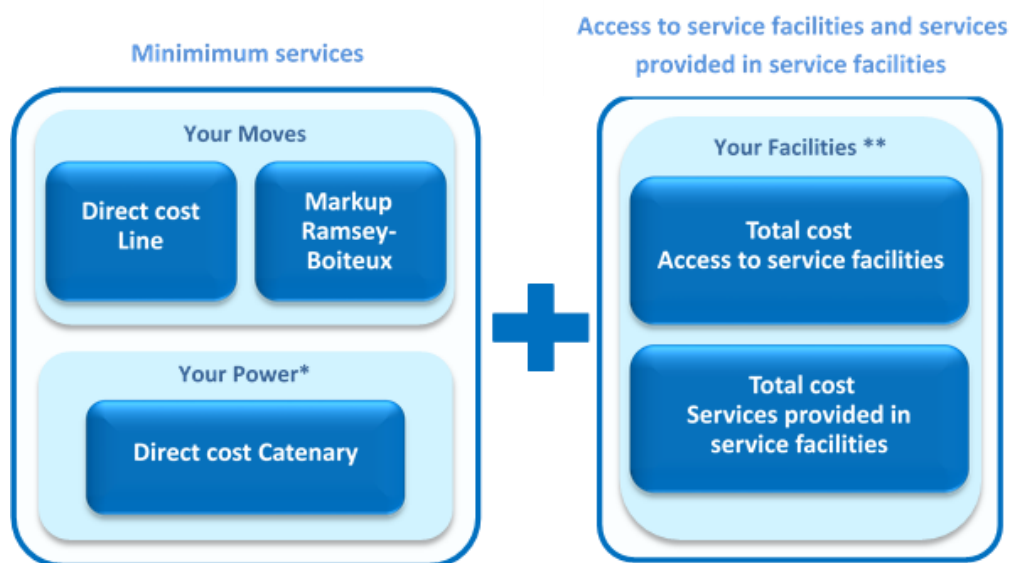 Minimimum services
Your Moves
Direct cost
Line
Markup
Ramsey-
Boiteux
Your Power*
Direct cost Catenary
Access to service facilities and services
provided in service facilities
Your Facilities **
Total cost
Access to service facilities
Total cost
Services provided in
service facilities